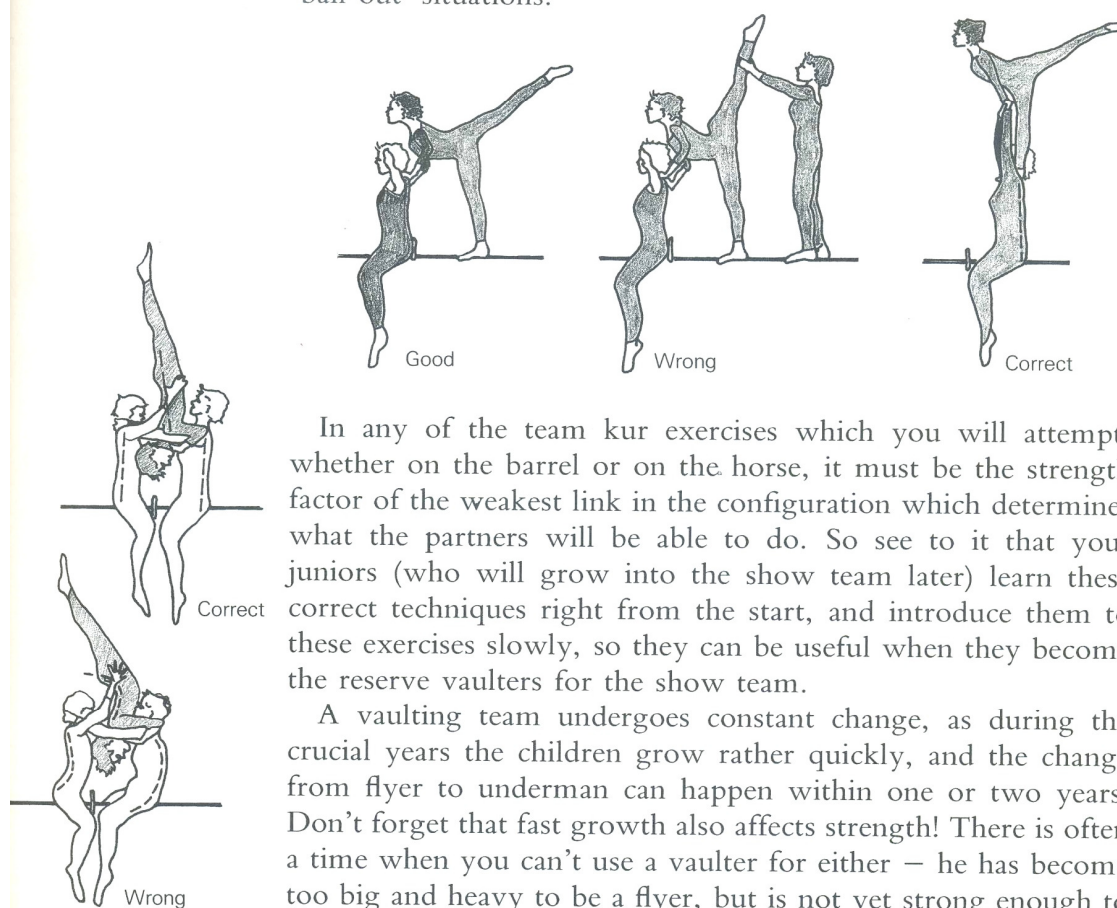 out" situations.
Good
Wrong
Correct
In any of the team kur exercises which you will attempt
whether on the barrel or on the horse, it must be the strengt
factor of the weakest link in the configuration which determine
what the partners will be able to do. So see to it that you
juniors (who will grow into the show team later) learn thes
correct techniques right from the start, and introduce them t
these exercises slowly, so they can be useful when they becom
the reserve vaulters for the show team.
A vaulting team undergoes constant change, as during th
crucial years the children grow rather quickly, and the chang
from flyer to underman can happen within one or two years
Don't forget that fast growth also affects strength! There is ofte
a time when you can't use a vaulter for either — he has becom
too big and heavy to be a flyer, but is not yet strong enough t
Correct
Wrong